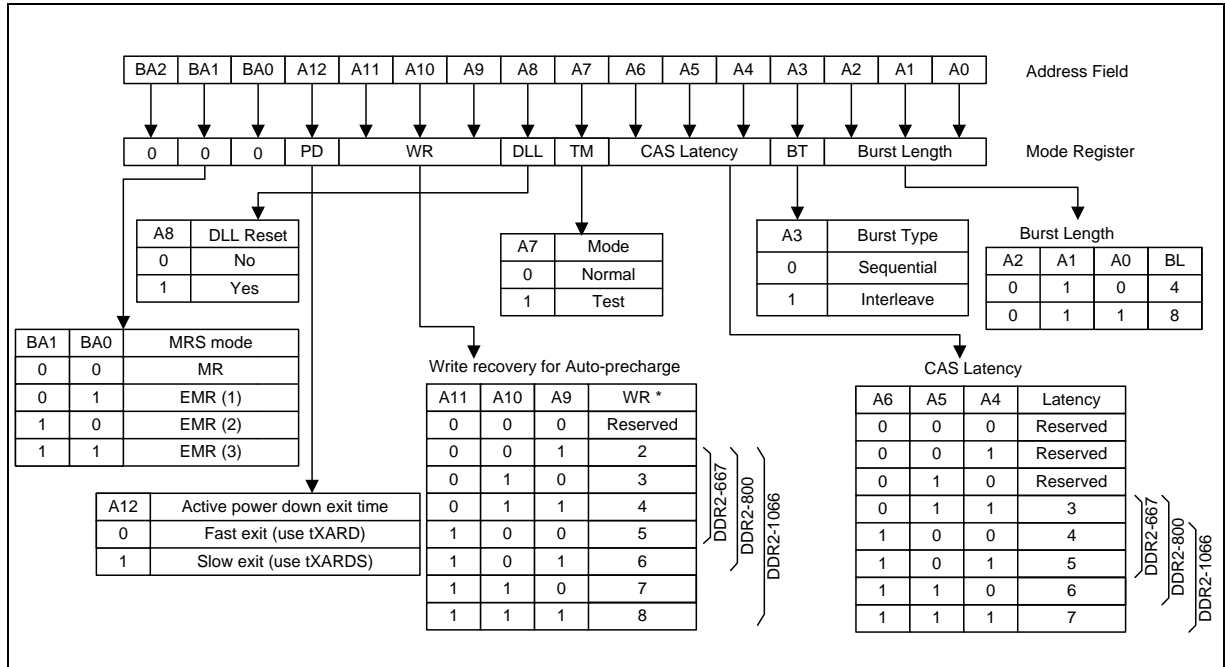 BA2 BA1 BA0 A12 A11 A10 A9 A8 A7 A6 A5 A4 A3 A2 A1 A0 Address Field
0 0 0 PD WR DLL TM CAS Latency BT Burst Length Mode Register
A8 DLL Reset
0 No
1 Yes
A7 Mode
0 Normal
1 Test
A3 Burst Type
0 Sequential
1 Interleave
Burst Length
A2 A1 A0 BL
0 1 0 4
0 1 1 8
BA1 BA0 MRS mode
0 0 MR
0 1 EMR (1)
1 0 EMR (2)
1 1 EMR (3)
A12 Active power down exit time
0 Fast exit (use tXARD)
1 Slow exit (use tXARDS)
Write recovery for Auto-precharge
A11 A10 A9 WR *
0 0 0 Reserved
0 0 1 2
0 1 0 3
0 1 1 4
1 0 0 5
1 0 1 6
1 1 0 7
1 1 1 8
DDR2-667
DDR2-800
DDR2-1066
CAS Latency
A6 A5 A4 Latency
0 0 0 Reserved
0 0 1 Reserved
0 1 0 Reserved
0 1 1 3
1 0 0 4
1 0 1 5
1 1 0 6
1 1 1 7
DDR2-667
DDR2-800
DDR2-1066